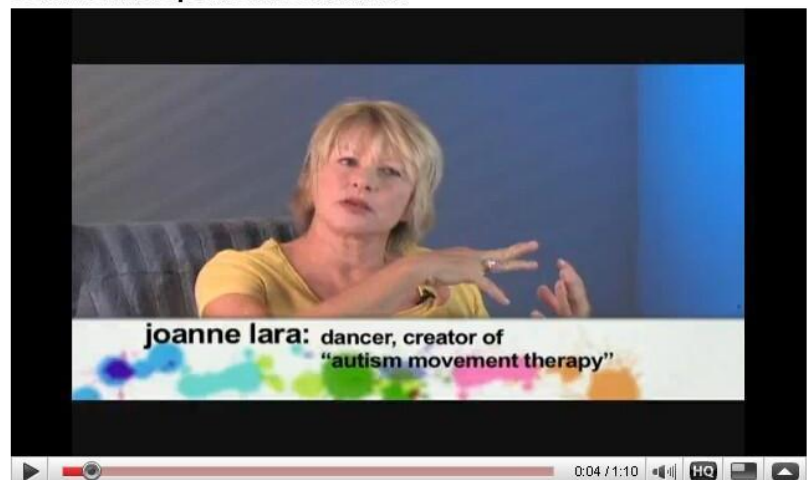 joanne lara: dancer, creator of
"autism movement therapy"
0:04 / 1:10
HQ